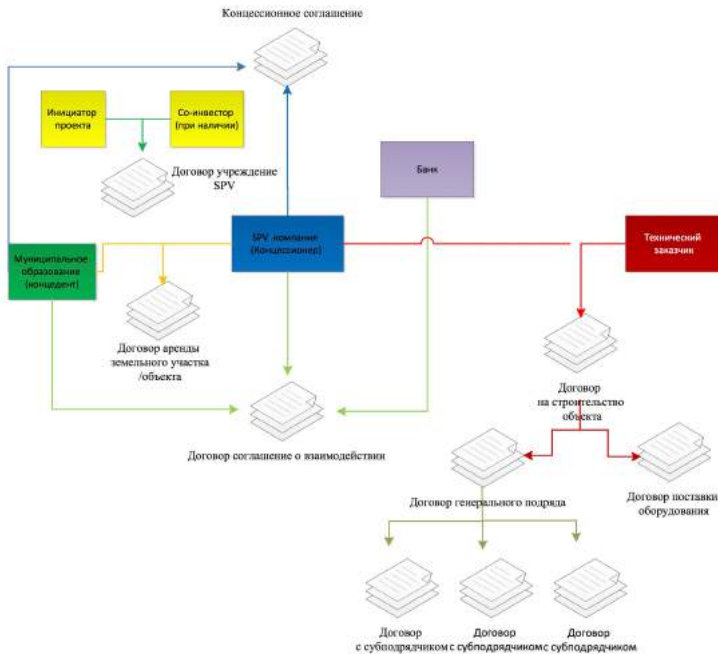 Концессионное соглашение
Инициатор
проекта
Со-инвестор
(при наличии)
Договор учреждение
SPV
Банк
SPV компания
(Концессионер)
Технический
заказчик
Муниципальное
образование
(концедент)
Договор аренды
земельного участка
/объекта
Договор
на строительство
объекта
Договор соглашение о взаимодействии
Договор генерального подряда
Договор поставки
оборудования
Договор
с субподрядчиком
Договор
с субподрядчиком
Договор
с субподрядчиком